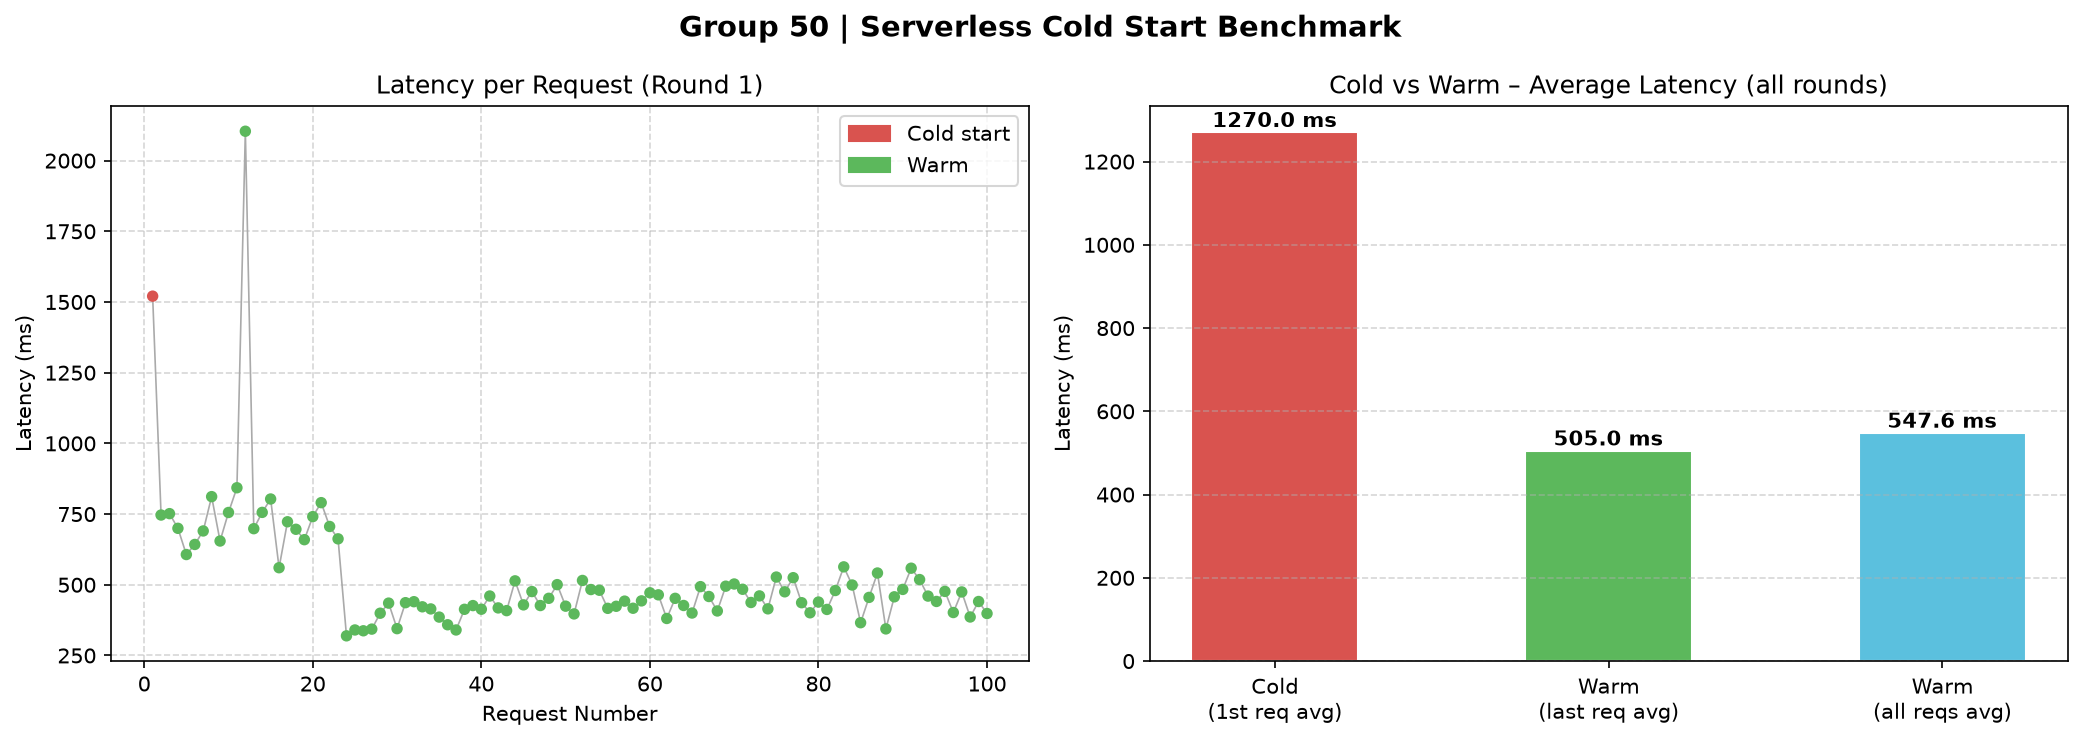 Group 50 | Serverless Cold Start Benchmark
Latency per Request (Round 1)
Latency (ms)
2000
1750
1500
1250
1000
750
500
250
0
20
40
60
80
100
Request Number
Cold start
Warm
Cold vs Warm – Average Latency (all rounds)
Latency (ms)
1200
1000
800
600
400
200
0
1270.0 ms
505.0 ms
547.6 ms
Cold
(1st req avg)
Warm
(last req avg)
Warm
(all reqs avg)